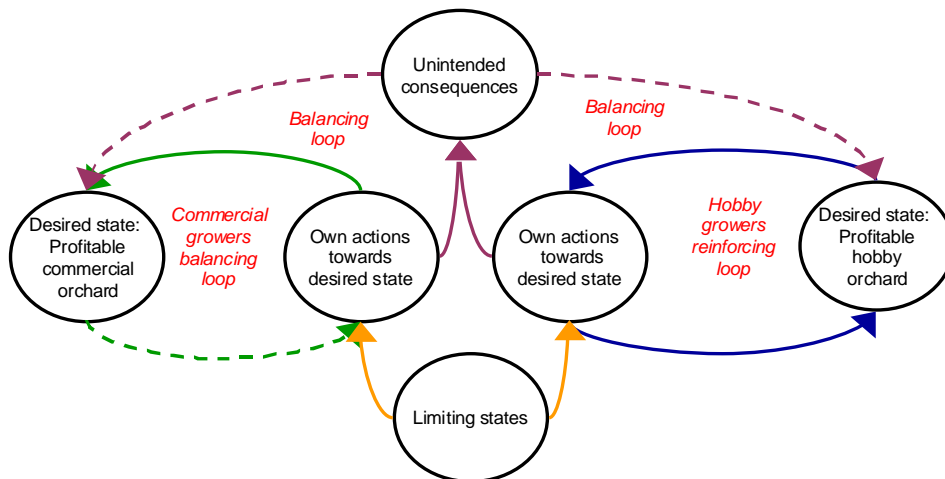 Unintended
consequences
Balancing
loop
Balancing
loop
Desired state:
Profitable
commercial
orchard
Commercial
growers
balancing
loop
Own actions
towards
desired state
Own actions
towards
desired state
Hobby
growers
reinforcing
loop
Desired state:
Profitable
hobby
orchard
Limiting states